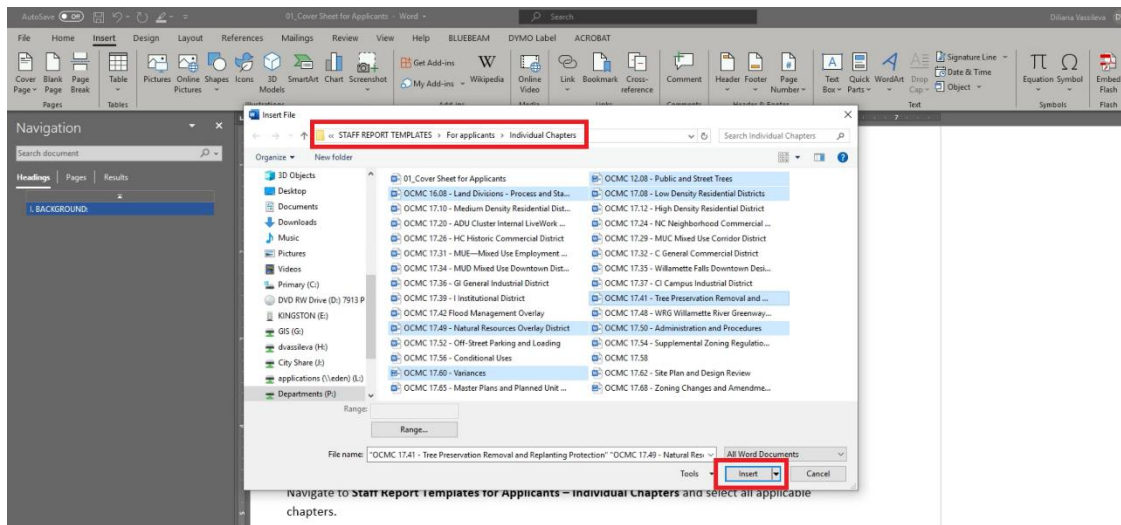 AutoSave Off 01_Cover Sheet for Applicants - Word Search Diliana Vassileva D
File Home Insert Design Layout References Mailings Review View Help BLUEBEAM DYMO Label ACROBAT
Cover Page Blank Page Page Break Table Pictures Online Pictures Shapes Icons 3D Models SmartArt Chart Screenshot Get Add-ins My Add-ins Wikipedia Online Video Link Bookmark Cross-reference Comment Header Footer Page Number Text Box Quick Parts WordArt Drop Cap Signature Line Date & Time Object Equation Symbol Embed Flash
Pages Tables Illustrations Add-ins Media Links Comments Header & Footer Text Symbols Flash
Navigation
Search document
Headings Pages Results
I. BACKGROUND:
Insert File
« STAFF REPORT TEMPLATES > For applicants > Individual Chapters
Search Individual Chapters
Organize New folder
3D Objects
Desktop
Documents
Downloads
Music
Pictures
Videos
Primary (C:)
DVD RW Drive (D:) 7913 P
KINGSTON (E:)
GIS (G:)
dvassileva (H:)
City Share (J:)
applications (\\eden) (L:)
Departments (P:)
01_Cover Sheet for Applicants
OCMC 16.08 - Land Divisions - Process and Sta...
OCMC 17.10 - Medium Density Residential Dist...
OCMC 17.20 - ADU Cluster Internal LiveWork ...
OCMC 17.26 - HC Historic Commercial District
OCMC 17.31 - MUE—Mixed Use Employment ...
OCMC 17.34 - MUD Mixed Use Downtown Dist...
OCMC 17.36 - GI General Industrial District
OCMC 17.39 - I Institutional District
OCMC 17.42 Flood Management Overlay
OCMC 17.49 - Natural Resources Overlay District
OCMC 17.52 - Off-Street Parking and Loading
OCMC 17.56 - Conditional Uses
OCMC 17.60 - Variances
OCMC 17.65 - Master Plans and Planned Unit ...
OCMC 12.08 - Public and Street Trees
OCMC 17.08 - Low Density Residential Districts
OCMC 17.12 - High Density Residential District
OCMC 17.24 - NC Neighborhood Commercial ...
OCMC 17.29 - MUC Mixed Use Corridor District
OCMC 17.32 - C General Commercial District
OCMC 17.35 - Willamette Falls Downtown Desi...
OCMC 17.37 - CI Campus Industrial District
OCMC 17.41 - Tree Preservation Removal and ...
OCMC 17.48 - WRG Willamette River Greenway...
OCMC 17.50 - Administration and Procedures
OCMC 17.54 - Supplemental Zoning Regulatio...
OCMC 17.58
OCMC 17.62 - Site Plan and Design Review
OCMC 17.68 - Zoning Changes and Amendme...
Range:
Range...
File name: "OCMC 17.41 - Tree Preservation Removal and Replanting Protection" "OCMC 17.49 - Natural Reso All Word Documents
Tools Insert Cancel
Navigate to Staff Report Templates for Applicants – Individual Chapters and select all applicable
chapters.